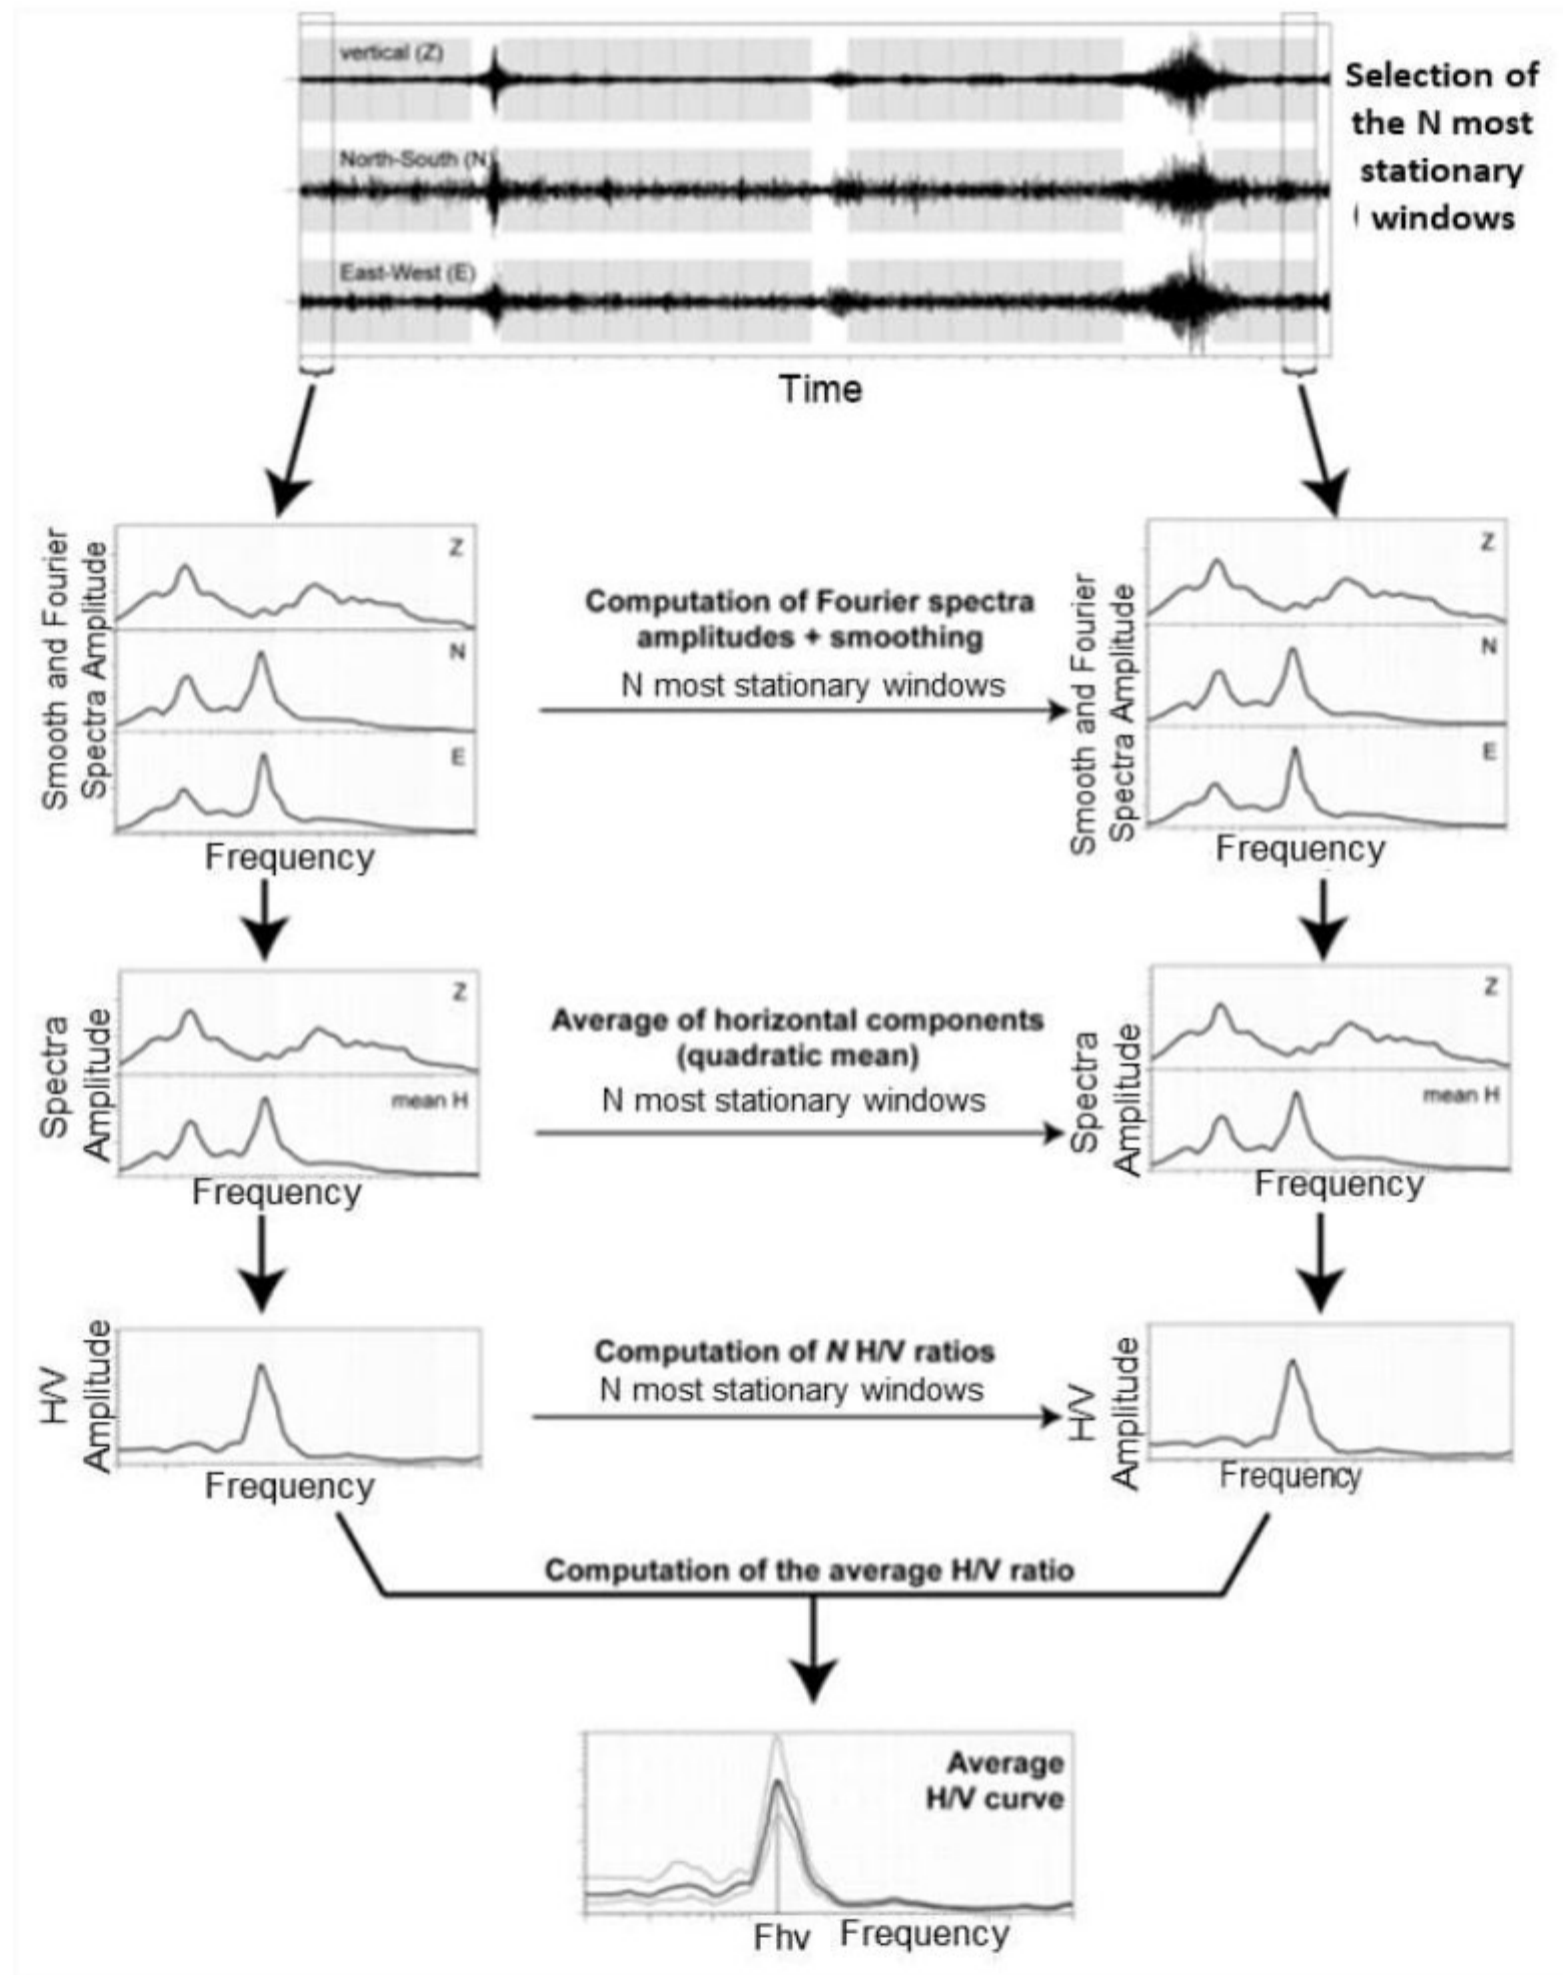 vertical (Z)
North-South (N
East-West (E)
Selection of
the N most
stationary
windows
Time
Smooth and Fourier
Spectra Amplitude
Z
N
E
Frequency
Computation of Fourier spectra
amplitudes + smoothing
N most stationary windows
Smooth and Fourier
Spectra Amplitude
Z
N
E
Frequency
Spectra
Amplitude
Z
mean H
Frequency
Average of horizontal components
(quadratic mean)
N most stationary windows
Spectra
Amplitude
Z
mean H
Frequency
H/V
Amplitude
Frequency
Computation of N H/V ratios
N most stationary windows
H/V
Amplitude
Frequency
Computation of the average H/V ratio
Average
H/V curve
Fhv Frequency